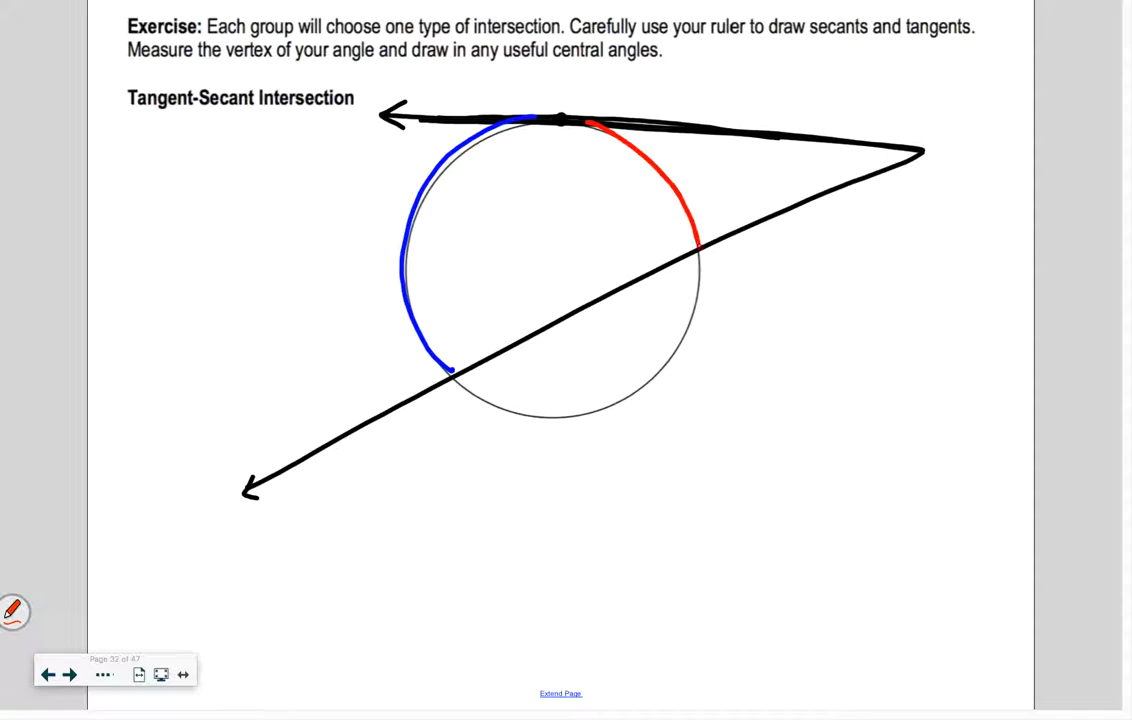 Exercise: Each group will choose one type of intersection. Carefully use your ruler to draw secants and tangents.
Measure the vertex of your angle and draw in any useful central angles.
Tangent-Secant Intersection
Page 32 of 47
Extend Page